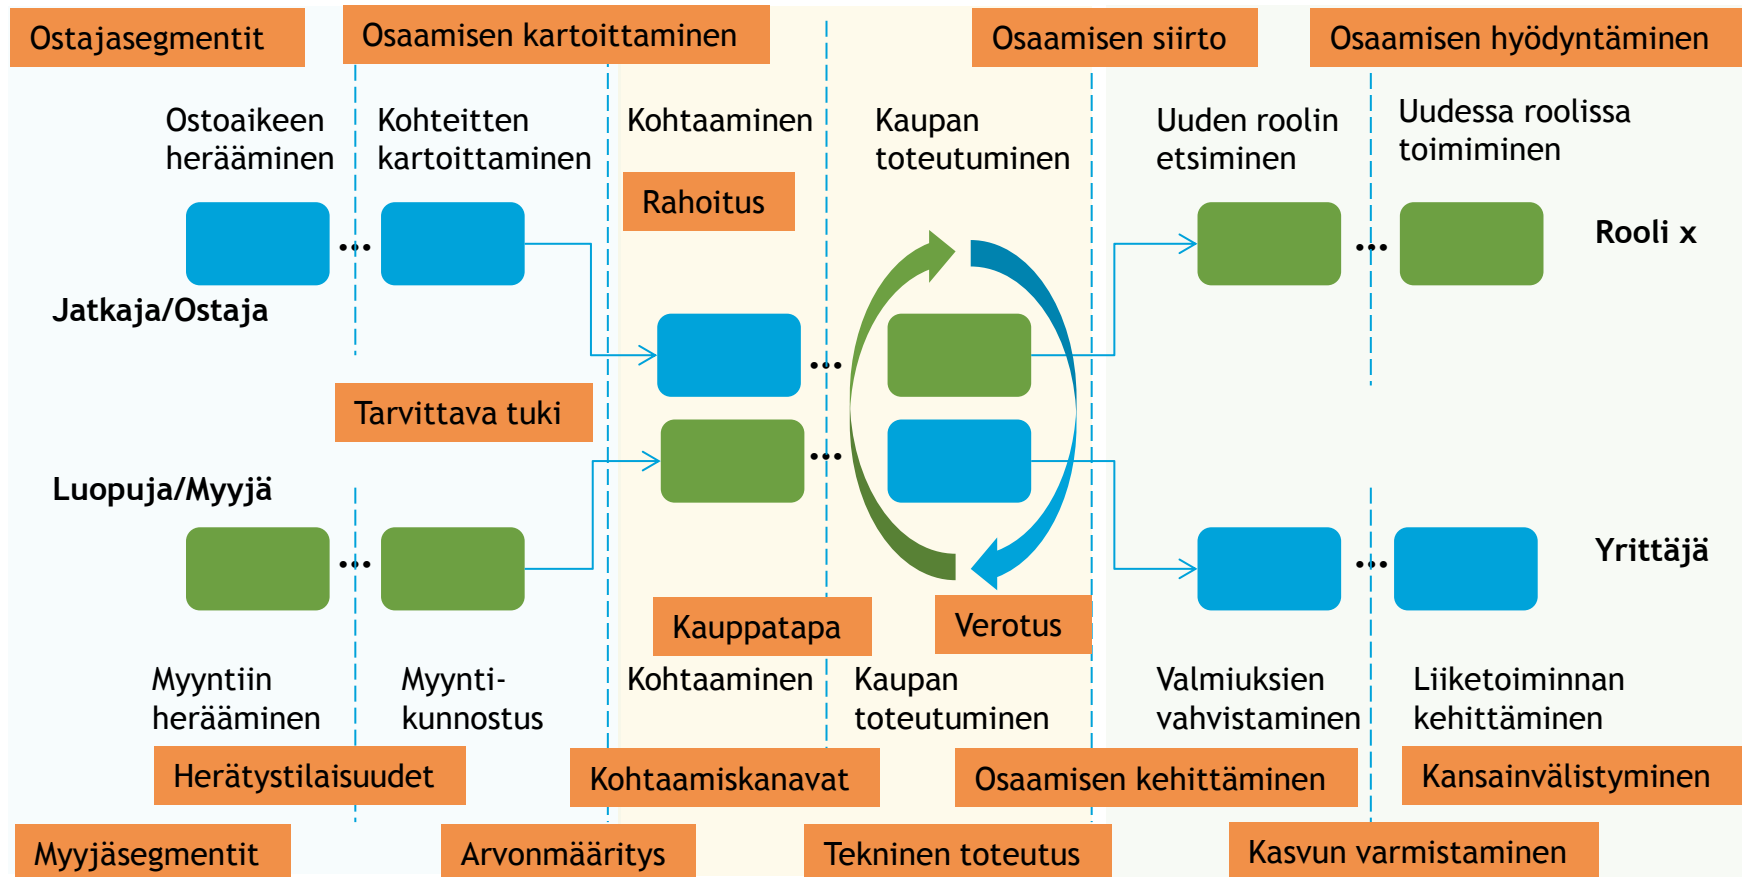 Ostajasegmentit
Osaamisen kartoittaminen
Osaamisen siirto
Osaamisen hyödyntäminen
Ostoaikeen
herääminen
Kohteitten
kartoittaminen
Kohtaaminen
Kaupan
toteutuminen
Uuden roolin
etsiminen
Uudessa roolissa
toimiminen
Rahoitus
Rooli x
Jatkaja/Ostaja
Tarvittava tuki
Luopuja/Myyjä
Yrittäjä
Kauppatapa
Verotus
Myyntiin
herääminen
Myynti-
kunnostus
Kohtaaminen
Kaupan
toteutuminen
Valmiuksien
vahvistaminen
Liiketoiminnan
kehittäminen
Herätystilaisuudet
Kohtaamiskanavat
Osaamisen kehittäminen
Kansainvälistyminen
Myyjäsegmentit
Arvonmääritys
Tekninen toteutus
Kasvun varmistaminen